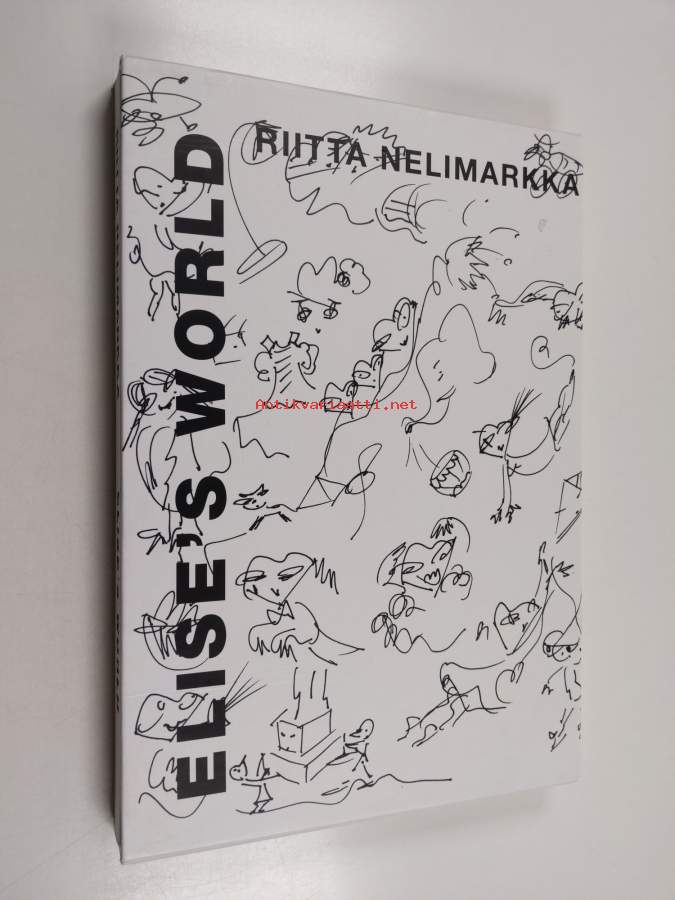 RIITTA NELIMARKKA
ELISE'S WORLD
Antikvariaatti.net